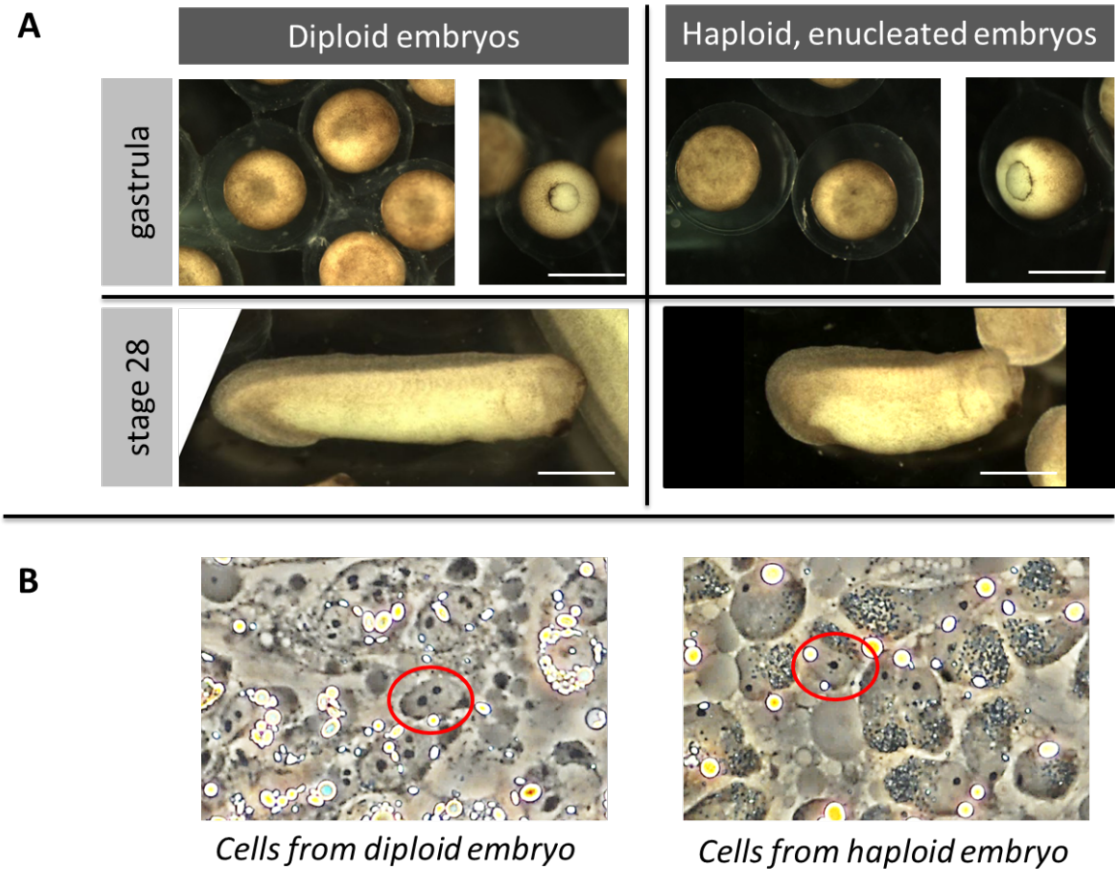 A
Diploid embryos
Haploid, enucleated embryos
gastrula
stage 28
B
Cells from diploid embryo
Cells from haploid embryo